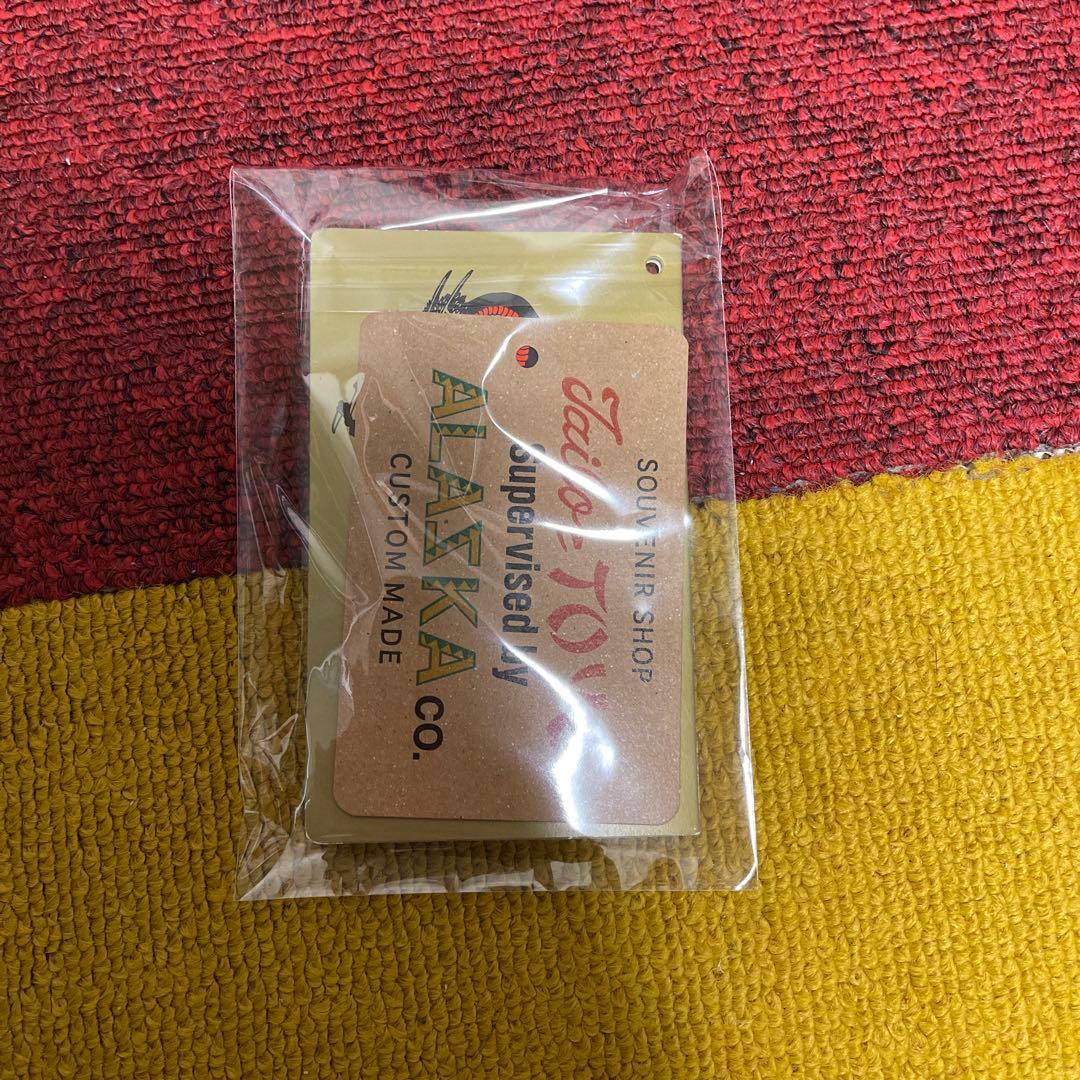 SOUVENIR SHOP
Tailor TOYO
Supervised by
ALASKA CO.
CUSTOM MADE